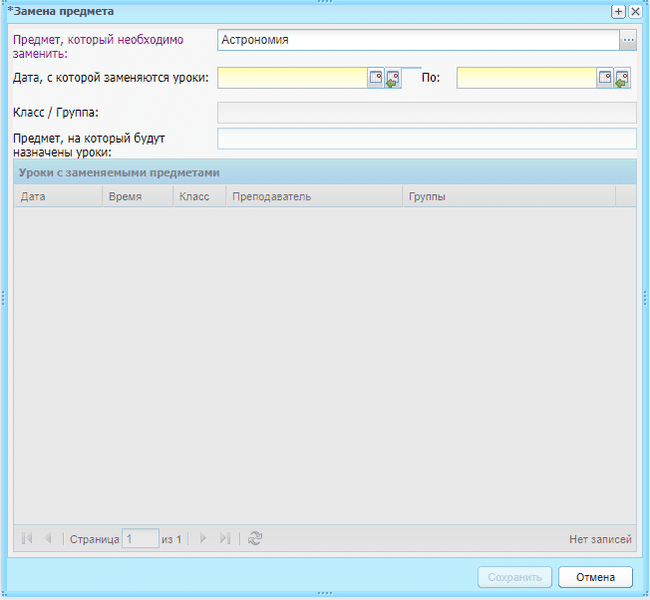 *Замена предмета
Предмет, который необходимо
заменить:
Астрономия
Дата, с которой заменяются уроки:
По:
Класс / Группа:
Предмет, на который будут
назначены уроки:
Уроки с заменяемыми предметами
Дата Время Класс Преподаватель Группы
Страница 1 из 1 Нет записей
Сохранить Отмена